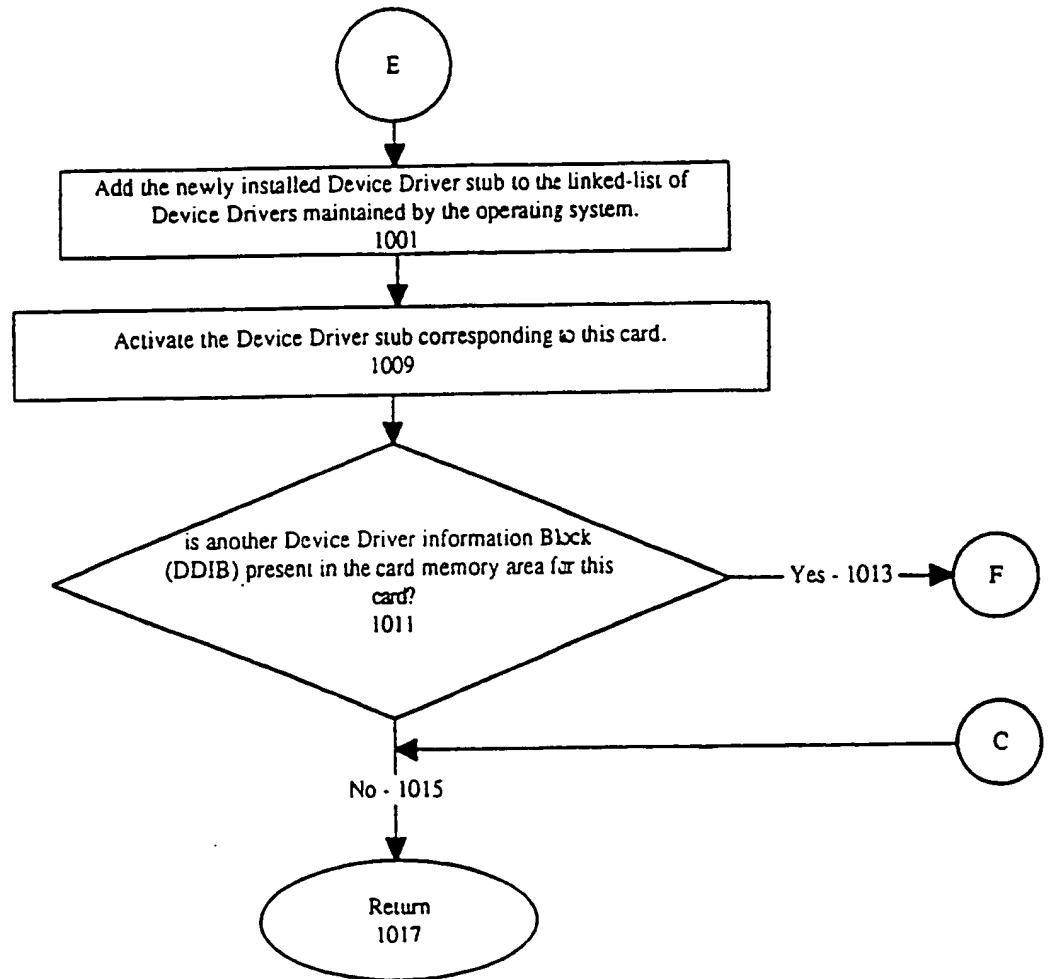 E
Add the newly installed Device Driver stub to the linked-list of
Device Drivers maintained by the operating system.
1001
Activate the Device Driver stub corresponding to this card.
1009
is another Device Driver information Block
(DDIB) present in the card memory area for this
card?
1011
Yes - 1013
F
C
No - 1015
Return
1017